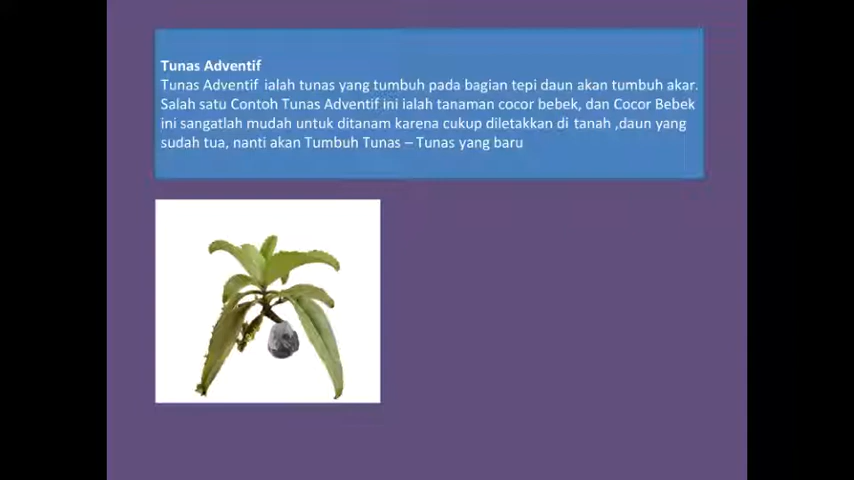 Tunas Adventif
Tunas Adventif ialah tunas yang tumbuh pada bagian tepi daun akan tumbuh akar.
Salah satu Contoh Tunas Adventif ini ialah tanaman cocor bebek, dan Cocor Bebek
ini sangatlah mudah untuk ditanam karena cukup diletakkan di tanah ,daun yang
sudah tua, nanti akan Tumbuh Tunas – Tunas yang baru